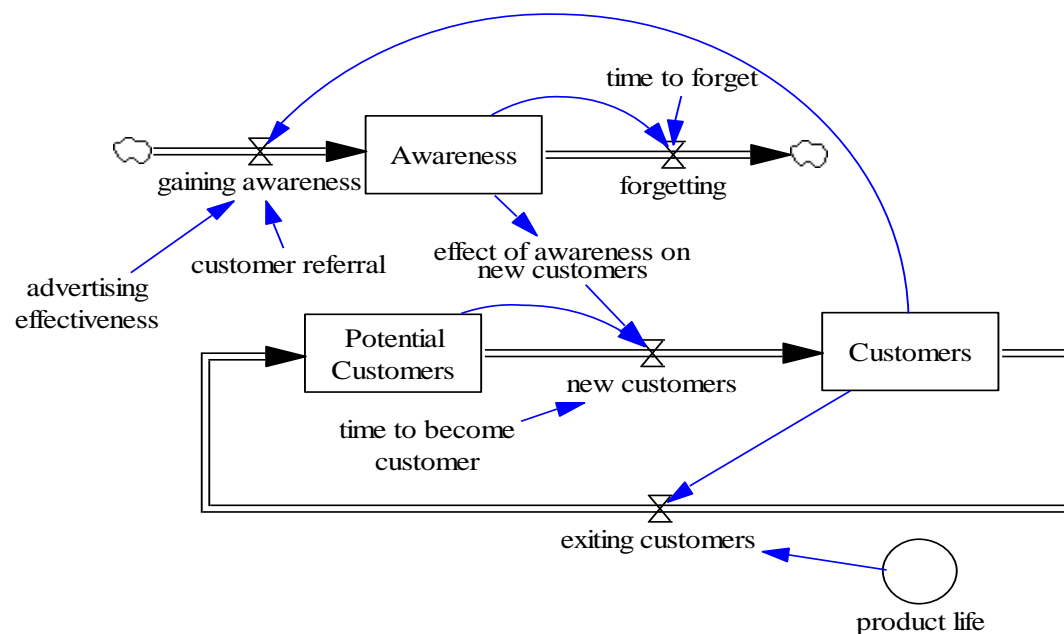 time to forget
Awareness
gaining awareness
forgetting
customer referral
effect of awareness on
new customers
advertising
effectiveness
Potential
Customers
Customers
new customers
time to become
customer
exiting customers
product life